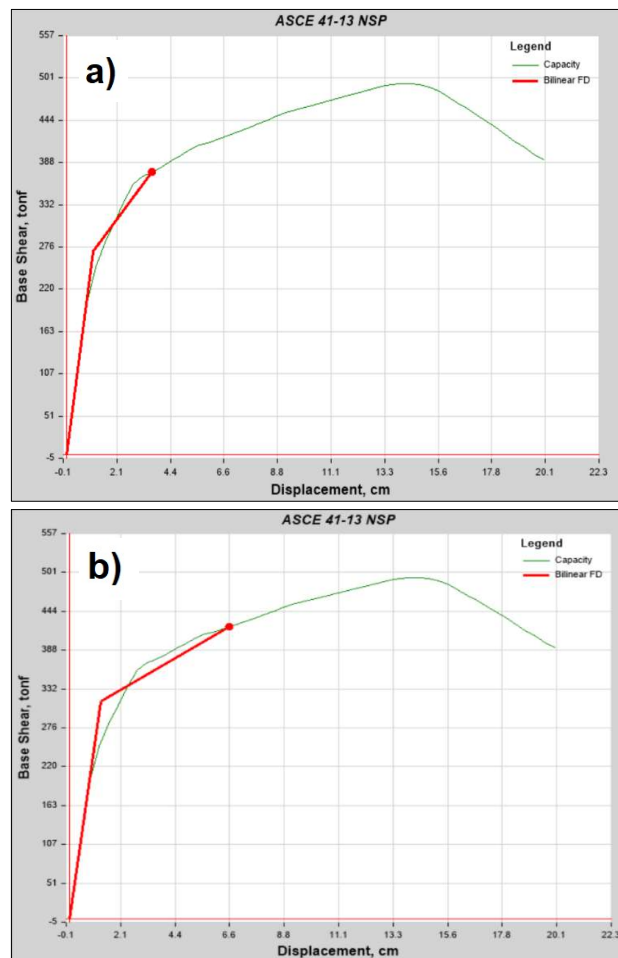 ASCE 41-13 NSP
a)
Legend
Capacity
Bilinear FD
557
501
444
388
332
276
220
163
107
51
-5
Base Shear, tonf
-0.1 2.1 4.4 6.6 8.8 11.1 13.3 15.6 17.8 20.1 22.3
Displacement, cm
ASCE 41-13 NSP
b)
Legend
Capacity
Bilinear FD
557
501
444
388
332
276
220
163
107
51
-5
Base Shear, tonf
-0.1 2.1 4.4 6.6 8.8 11.1 13.3 15.6 17.8 20.1 22.3
Displacement, cm